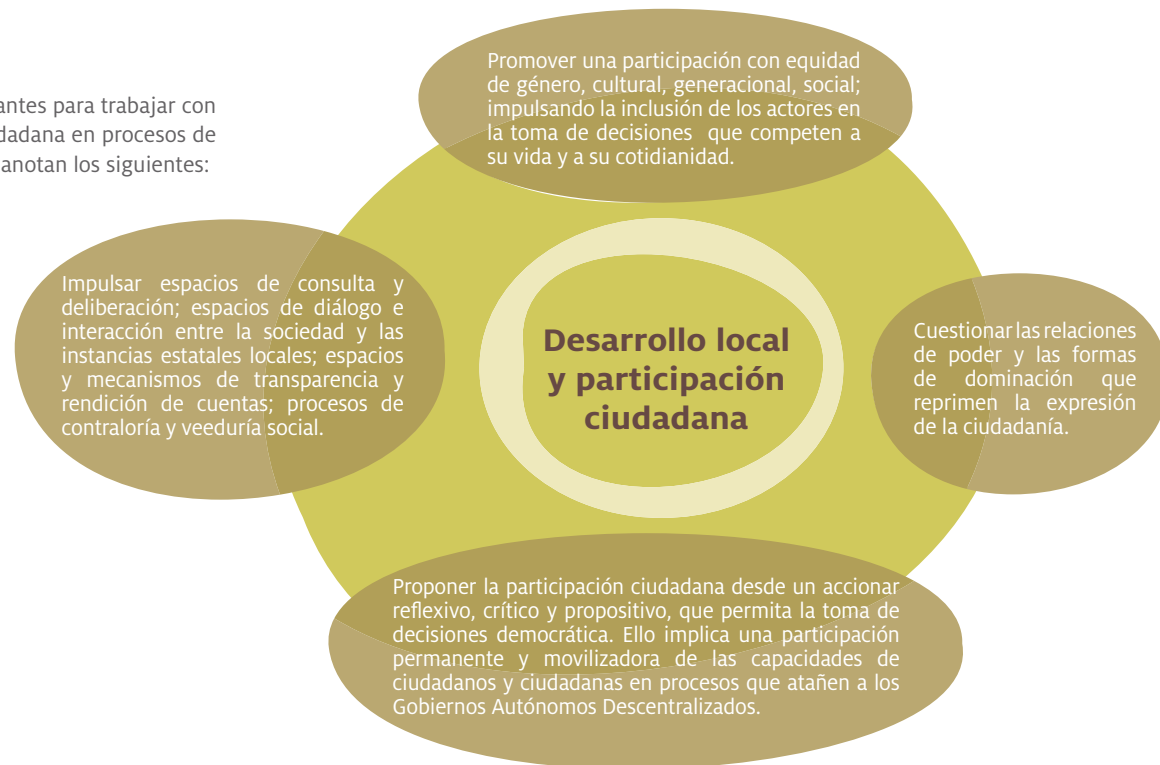 antes para trabajar con
dadana en procesos de
anotan los siguientes:
Promover una participación con equidad
de género, cultural, generacional, social;
impulsando la inclusión de los actores en
la toma de decisiones que competen a
su vida y a su cotidianidad.
Impulsar espacios de consulta y
deliberación; espacios de diálogo e
interacción entre la sociedad y las
instancias estatales locales; espacios
y mecanismos de transparencia y
rendición de cuentas; procesos de
contraloría y veeduría social.
Desarrollo local
y participación
ciudadana
Cuestionar las relaciones
de poder y las formas
de dominación que
reprimen la expresión
de la ciudadanía.
Proponer la participación ciudadana desde un accionar
reflexivo, crítico y propositivo, que permita la toma de
decisiones democrática. Ello implica una participación
permanente y movilizadora de las capacidades de
ciudadanos y ciudadanas en procesos que atañen a los
Gobiernos Autónomos Descentralizados.